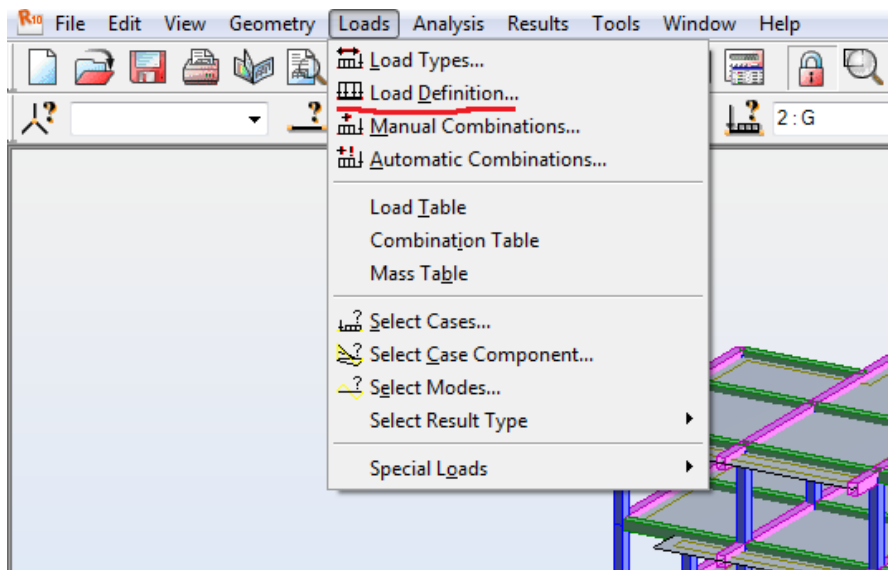 R10 File Edit View Geometry Loads Analysis Results Tools Window Help
Load Types...
Load Definition...
2 : G
Manual Combinations...
Automatic Combinations...
Load Table
Combination Table
Mass Table
Select Cases...
Select Case Component...
Select Modes...
Select Result Type
Special Loads